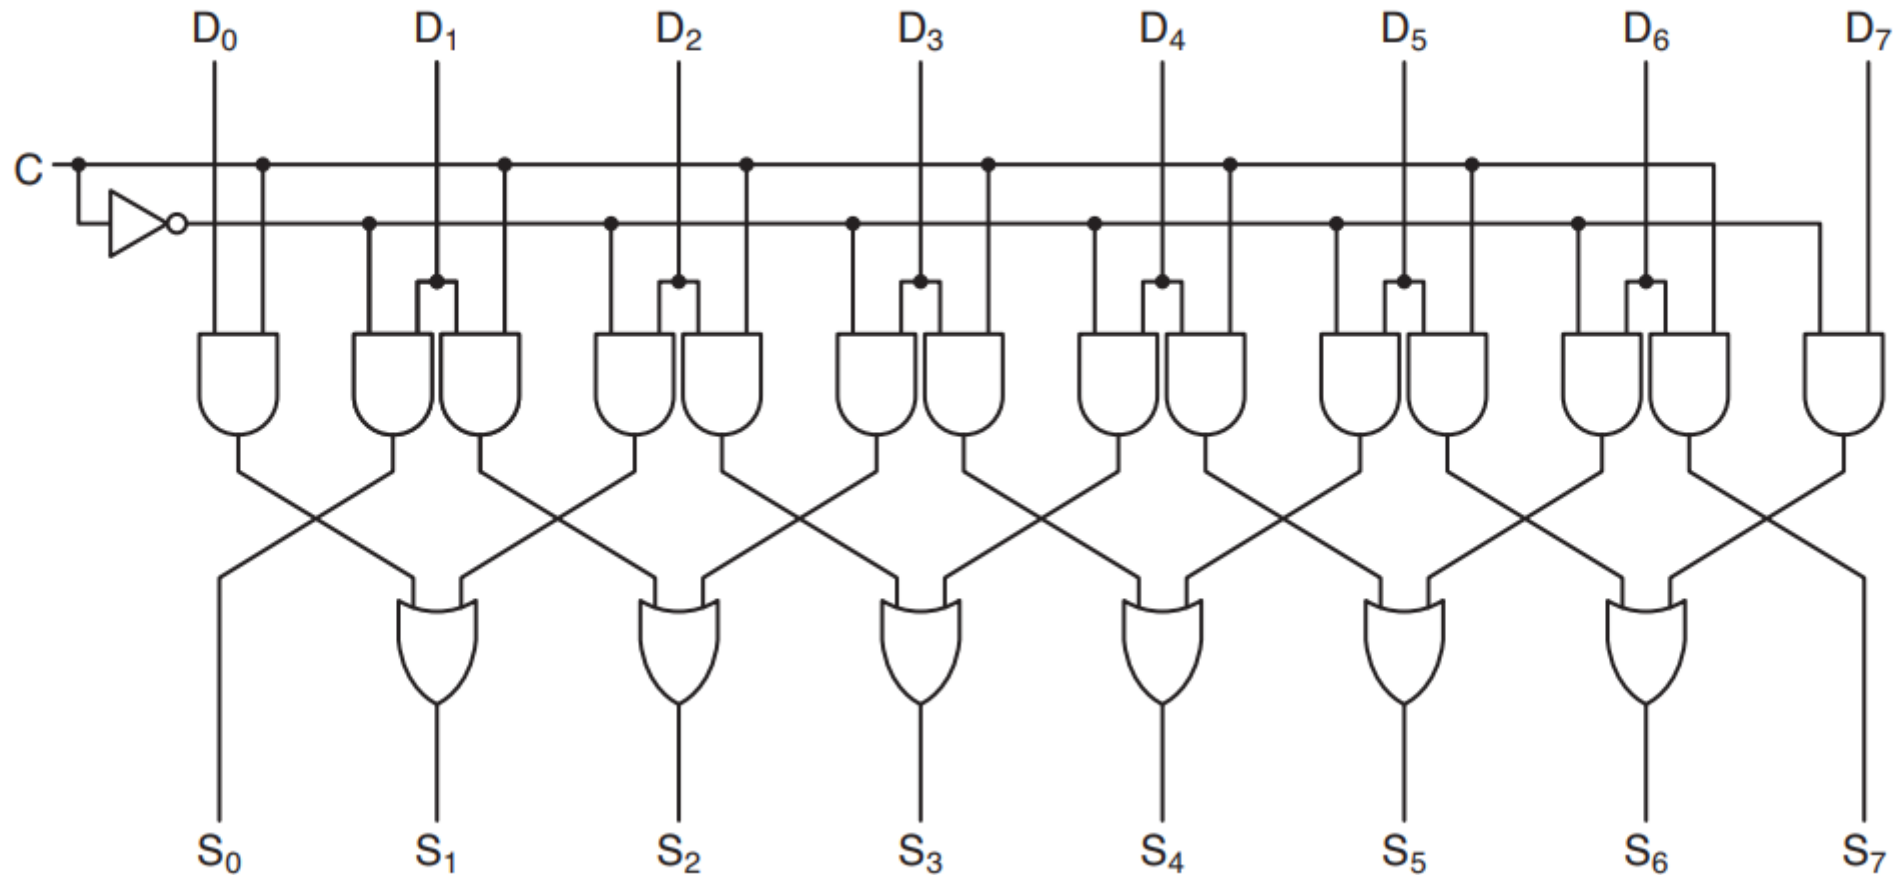 D₀ D₁ D₂ D₃ D₄ D₅ D₆ D₇
C
S₀ S₁ S₂ S₃ S₄ S₅ S₆ S₇